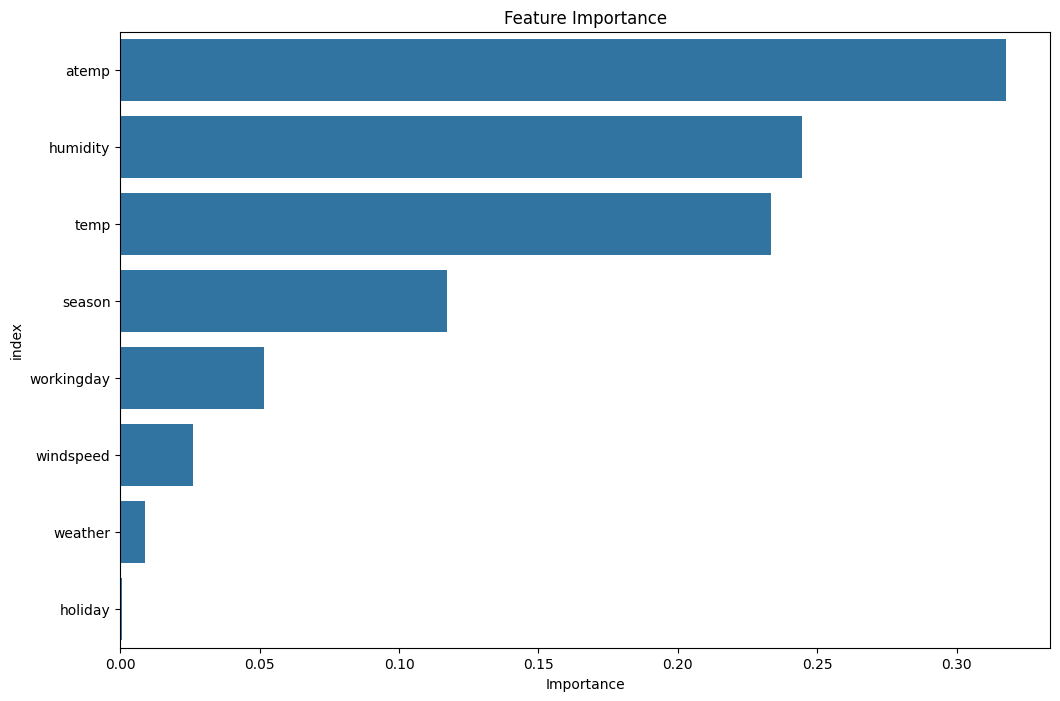 Feature Importance
atemp
humidity
temp
season
workingday
windspeed
weather
holiday
index
0.00 0.05 0.10 0.15 0.20 0.25 0.30
Importance